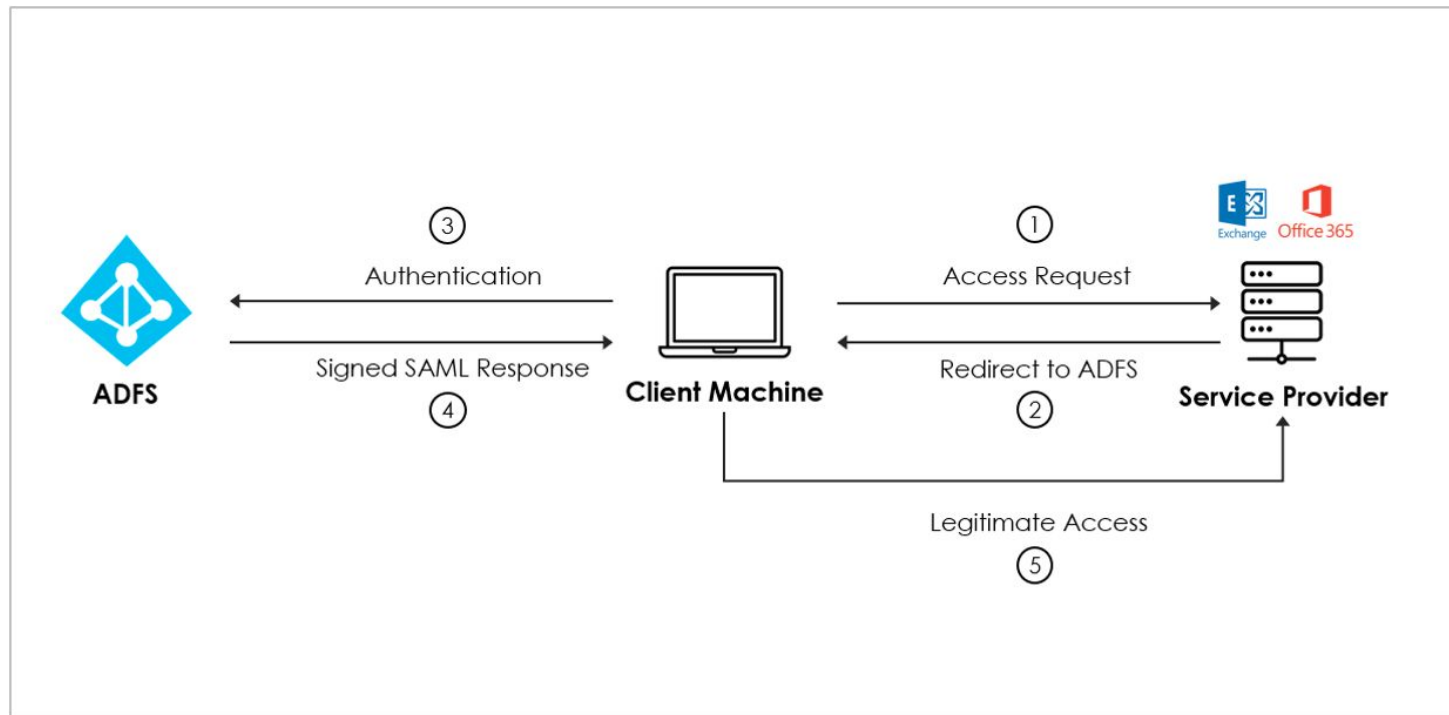 3
1
Authentication
Access Request
E
Exchange
Office 365
Signed SAML Response
Redirect to ADFS
ADFS
4
Client Machine
2
Service Provider
Legitimate Access
5